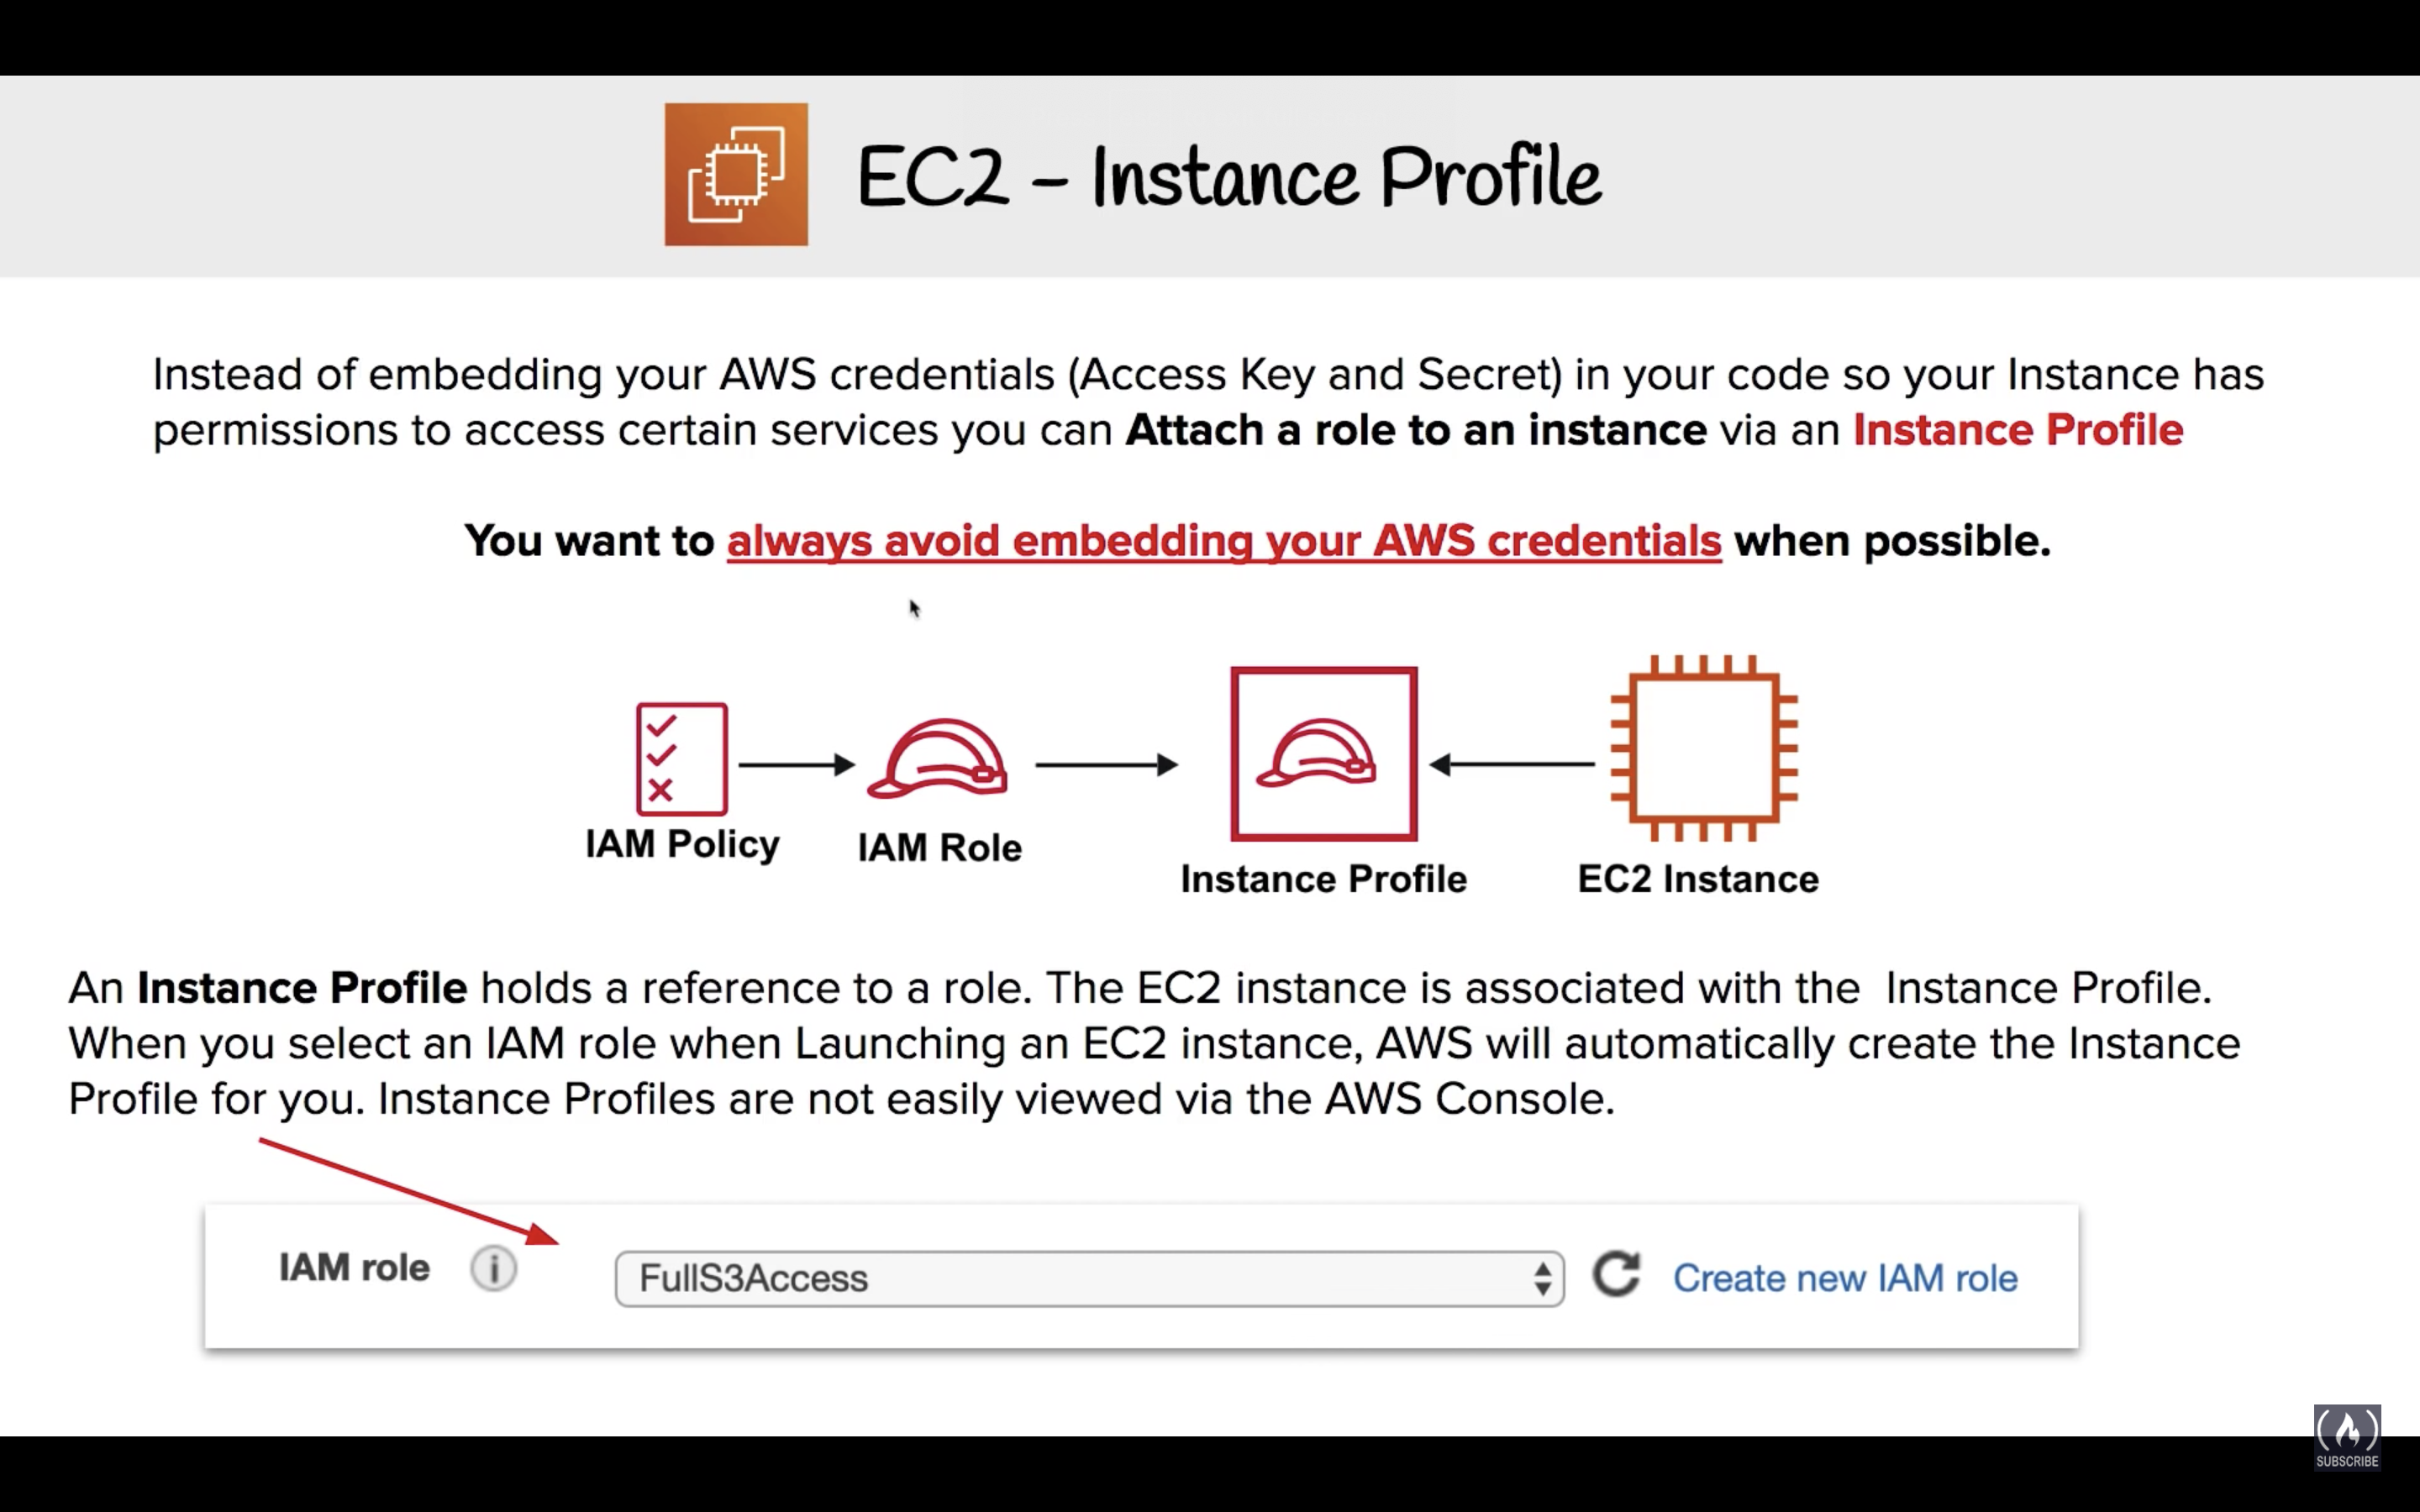 EC2 – Instance Profile
Instead of embedding your AWS credentials (Access Key and Secret) in your code so your Instance has
permissions to access certain services you can Attach a role to an instance via an Instance Profile
You want to always avoid embedding your AWS credentials when possible.
IAM Policy
IAM Role
Instance Profile
EC2 Instance
An Instance Profile holds a reference to a role. The EC2 instance is associated with the Instance Profile.
When you select an IAM role when Launching an EC2 instance, AWS will automatically create the Instance
Profile for you. Instance Profiles are not easily viewed via the AWS Console.
IAM role i FullS3Access Create new IAM role
SUBSCRIBE